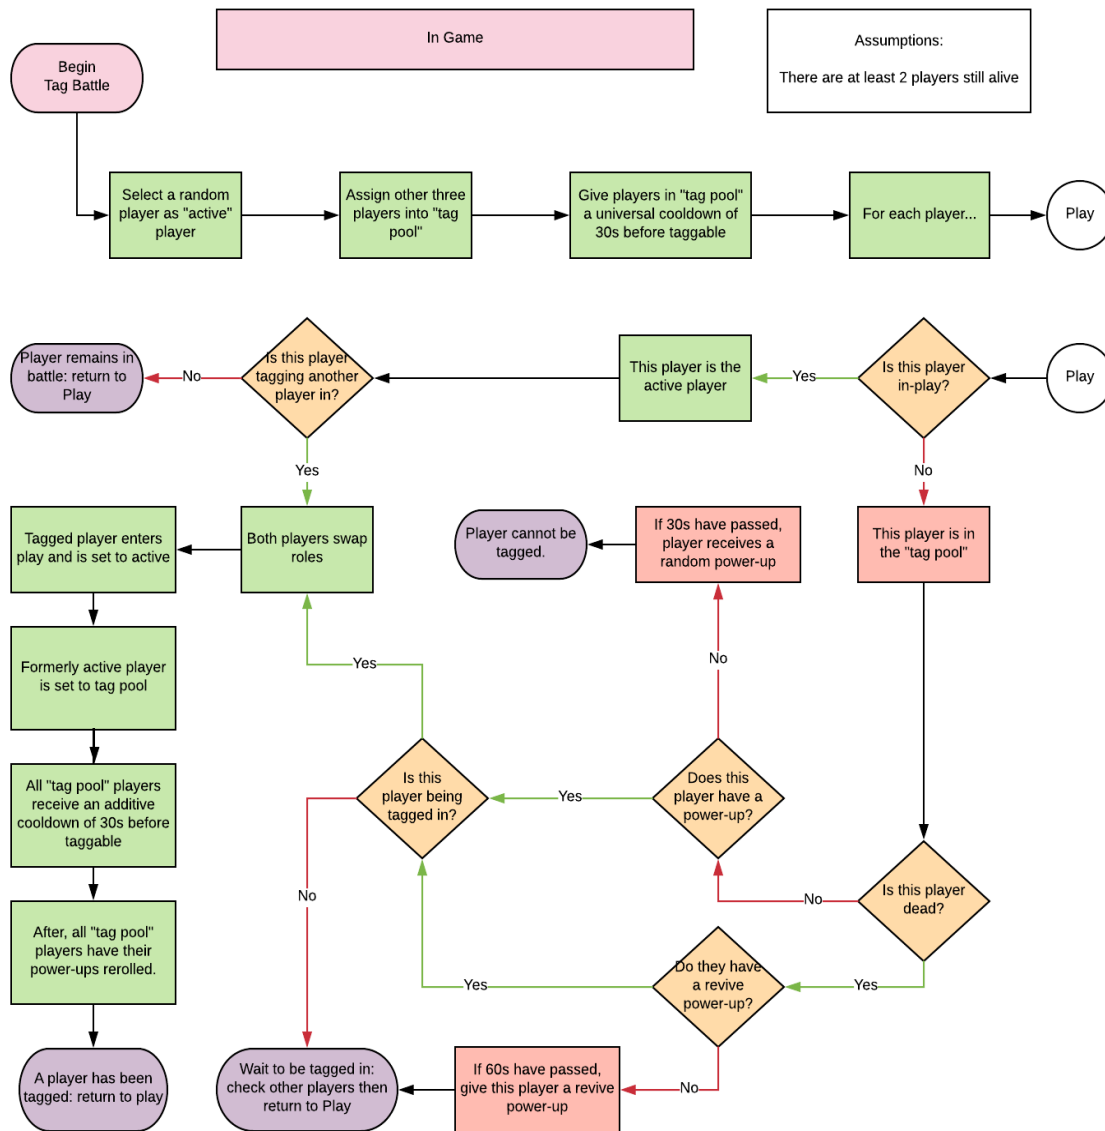 In Game
Assumptions:
There are at least 2 players still alive
Begin
Tag Battle
Select a random
player as "active"
player
Assign other three
players into "tag
pool"
Give players in "tag pool"
a universal cooldown of
30s before taggable
For each player...
Play
Play
Is this player
in-play?
Yes
This player is the
active player
Is this player
tagging another
player in?
No
Player remains in
battle: return to
Play
Yes
No
Both players swap
roles
Tagged player enters
play and is set to active
Player cannot be
tagged.
If 30s have passed,
player receives a
random power-up
This player is in
the "tag pool"
Formerly active player
is set to tag pool
Yes
No
All "tag pool" players
receive an additive
cooldown of 30s before
taggable
Is this
player being
tagged in?
Yes
Does this
player have a
power-up?
No
No
Is this player
dead?
After, all "tag pool"
players have their
power-ups rerolled.
Yes
Do they have
a revive
power-up?
Yes
A player has been
tagged: return to play
Wait to be tagged in:
check other players then
return to Play
If 60s have passed,
give this player a revive
power-up
No